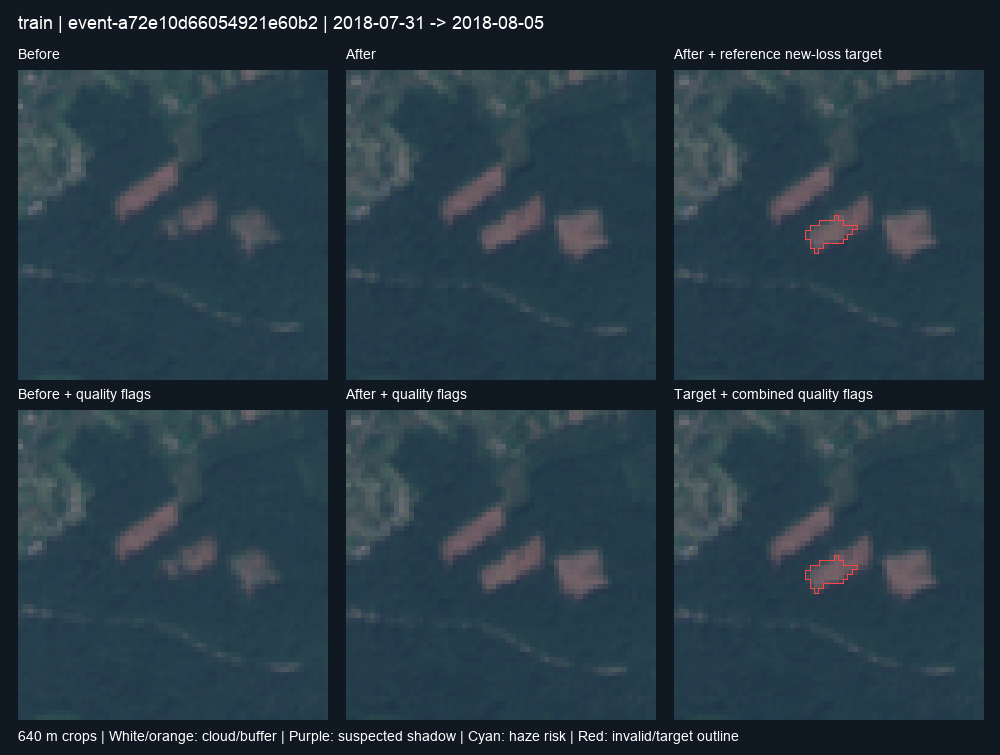 train | event-a72e10d66054921e60b2 | 2018-07-31 -> 2018-08-05
Before
After
After + reference new-loss target
Before + quality flags
After + quality flags
Target + combined quality flags
640 m crops | White/orange: cloud/buffer | Purple: suspected shadow | Cyan: haze risk | Red: invalid/target outline